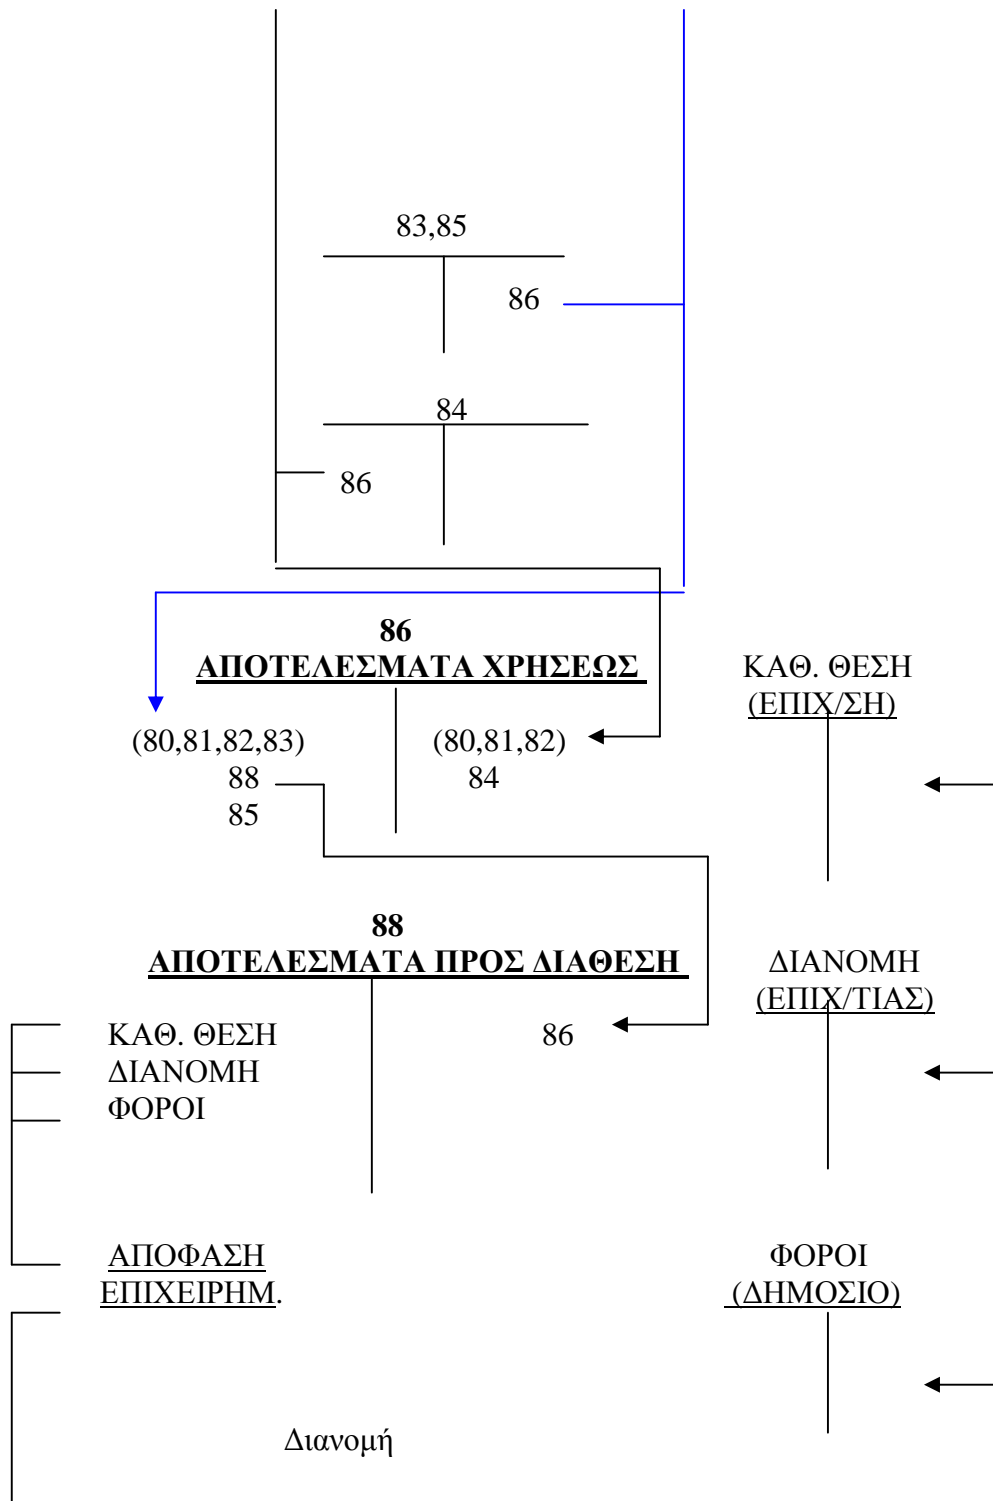 83,85
86
84
86
86
ΑΠΟΤΕΛΕΣΜΑΤΑ ΧΡΗΣΕΩΣ
ΚΑΘ. ΘΕΣΗ
(ΕΠΙΧ/ΣΗ)
(80,81,82,83) (80,81,82)
88 84
85
88
ΑΠΟΤΕΛΕΣΜΑΤΑ ΠΡΟΣ ΔΙΑΘΕΣΗ
ΔΙΑΝΟΜΗ
(ΕΠΙΧ/ΤΙΑΣ)
ΚΑΘ. ΘΕΣΗ 86
ΔΙΑΝΟΜΗ
ΦΟΡΟΙ
ΑΠΟΦΑΣΗ
ΕΠΙΧΕΙΡΗΜ.
ΦΟΡΟΙ
(ΔΗΜΟΣΙΟ)
Διανομή